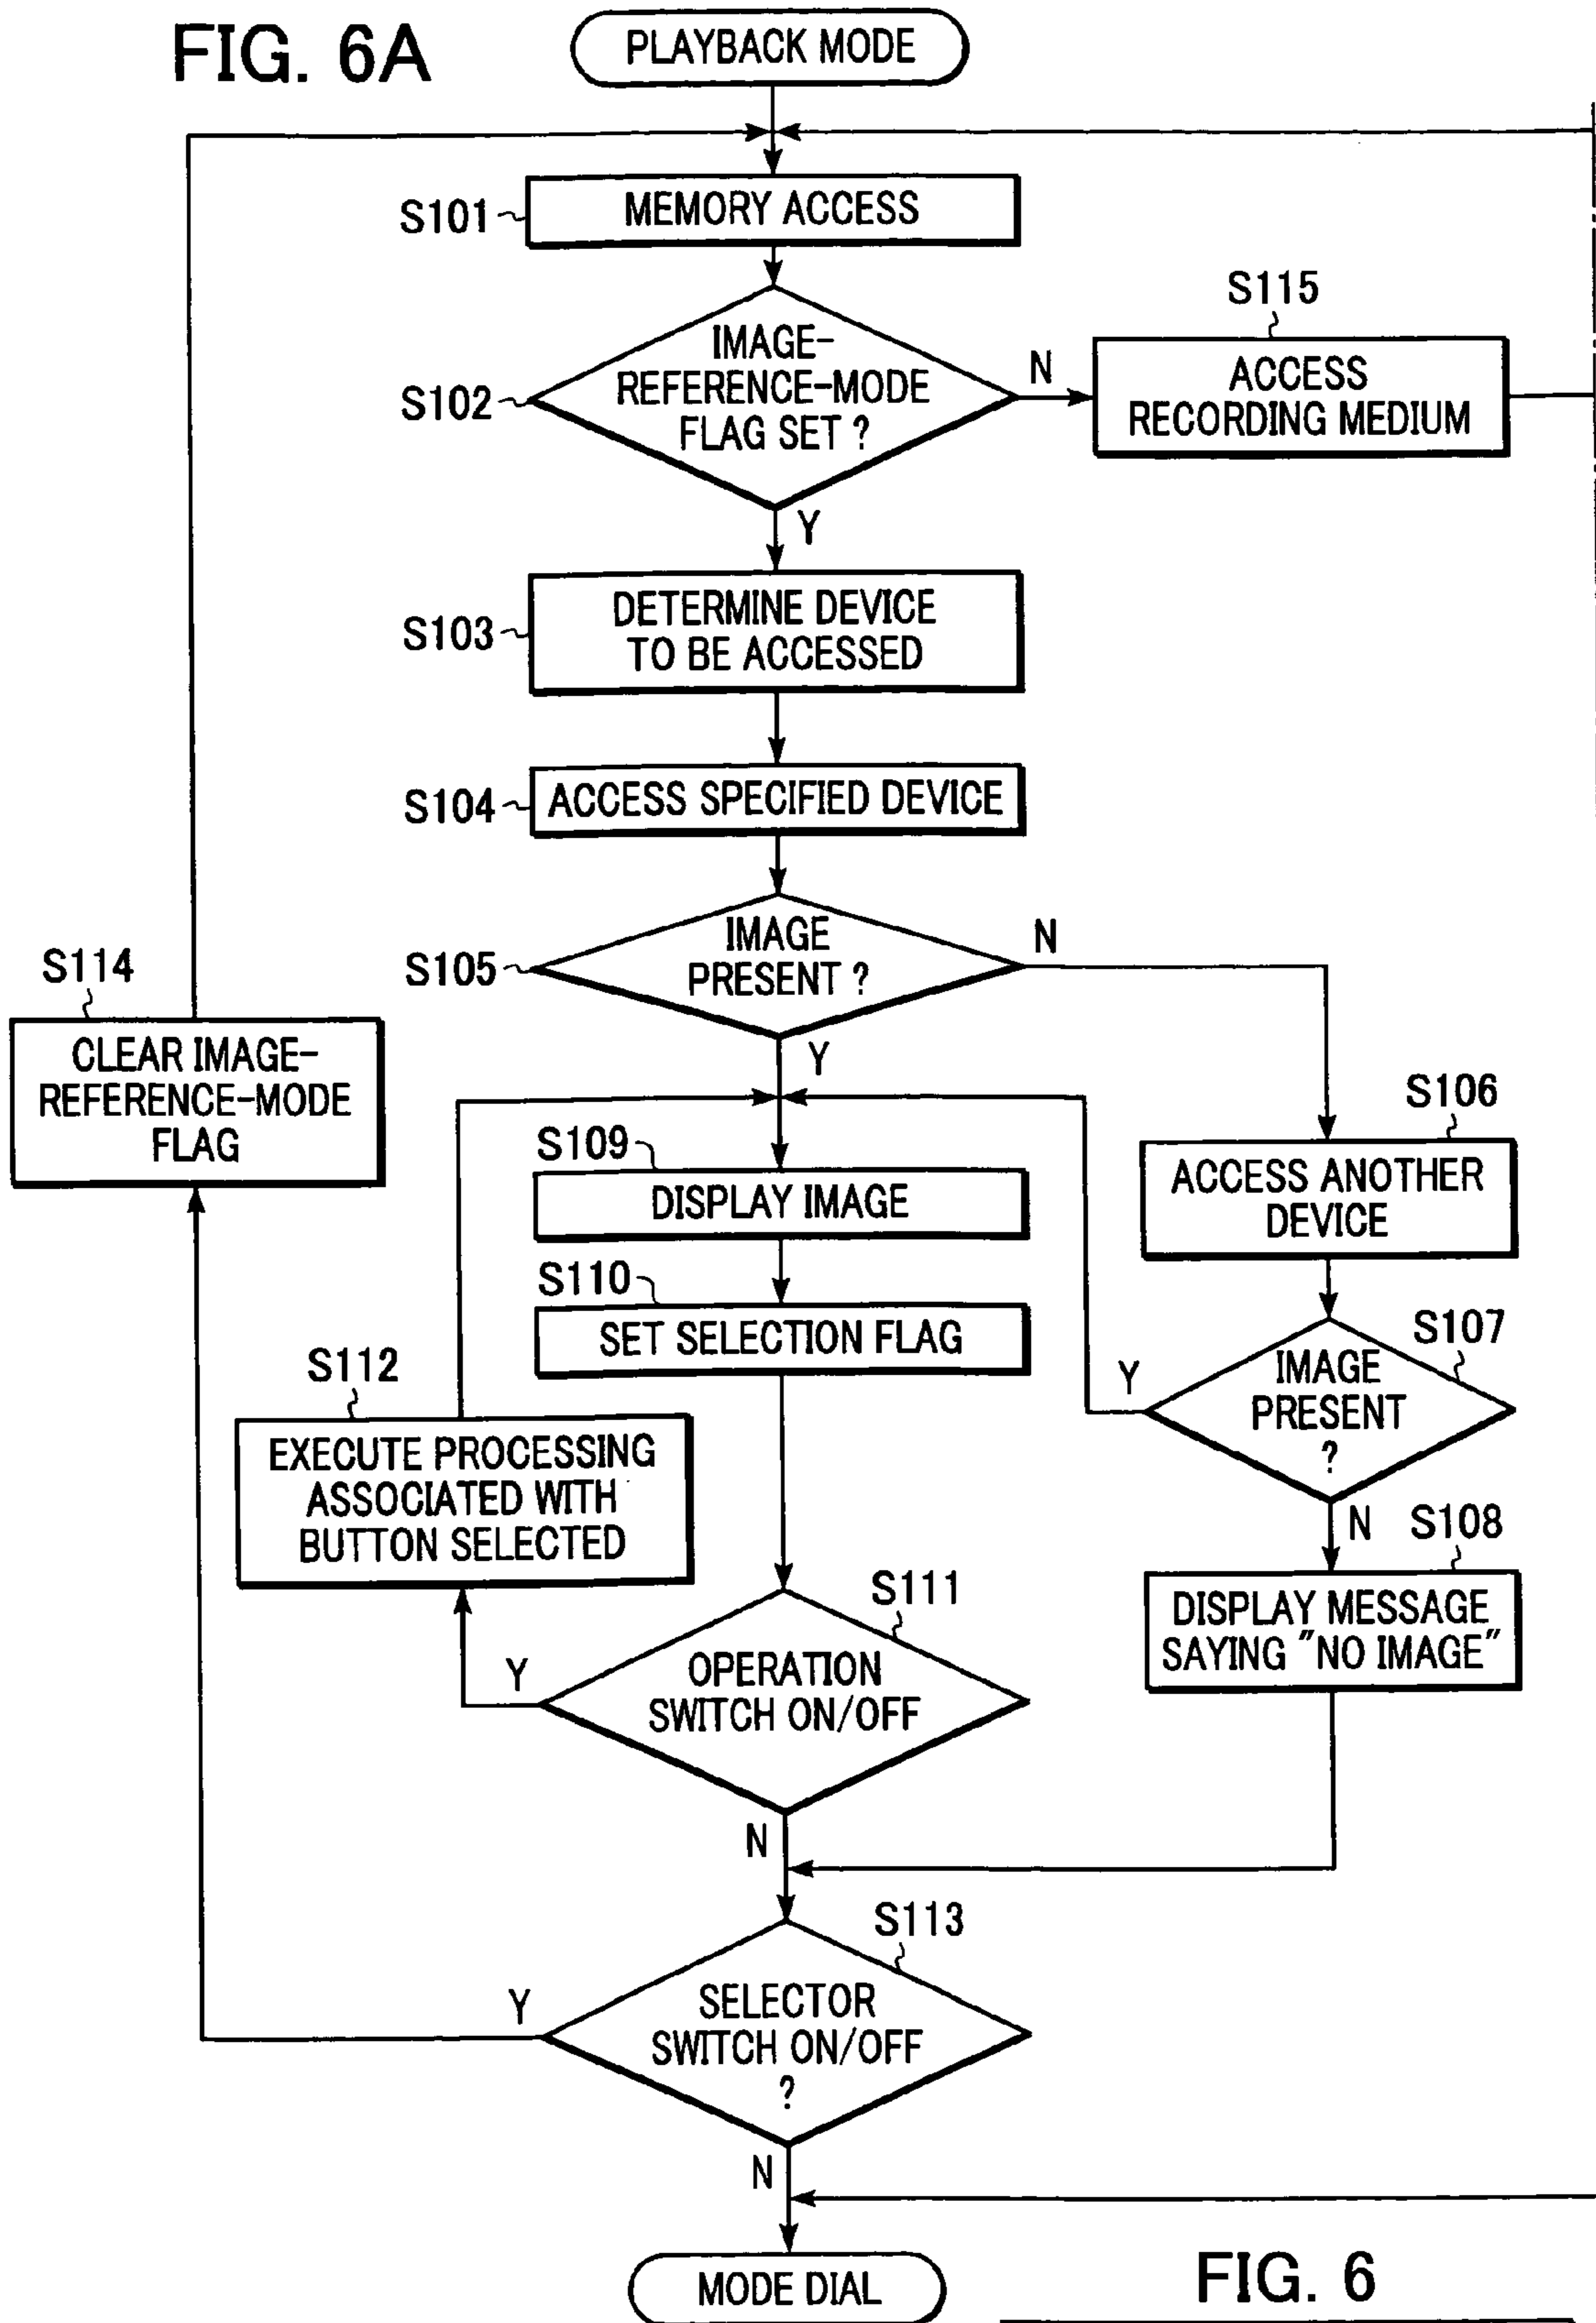 FIG. 6A
PLAYBACK MODE
S101
MEMORY ACCESS
S102
IMAGE-
REFERENCE-MODE
FLAG SET ?
N
S115
ACCESS
RECORDING MEDIUM
Y
S103
DETERMINE DEVICE
TO BE ACCESSED
S104
ACCESS SPECIFIED DEVICE
S105
IMAGE
PRESENT ?
N
Y
S114
CLEAR IMAGE-
REFERENCE-MODE
FLAG
S106
ACCESS ANOTHER
DEVICE
S109
DISPLAY IMAGE
S110
SET SELECTION FLAG
S107
IMAGE
PRESENT
?
Y
N
S112
EXECUTE PROCESSING
ASSOCIATED WITH
BUTTON SELECTED
S108
DISPLAY MESSAGE
SAYING "NO IMAGE"
S111
OPERATION
SWITCH ON/OFF
Y
N
S113
SELECTOR
SWITCH ON/OFF
?
Y
N
MODE DIAL
FIG. 6